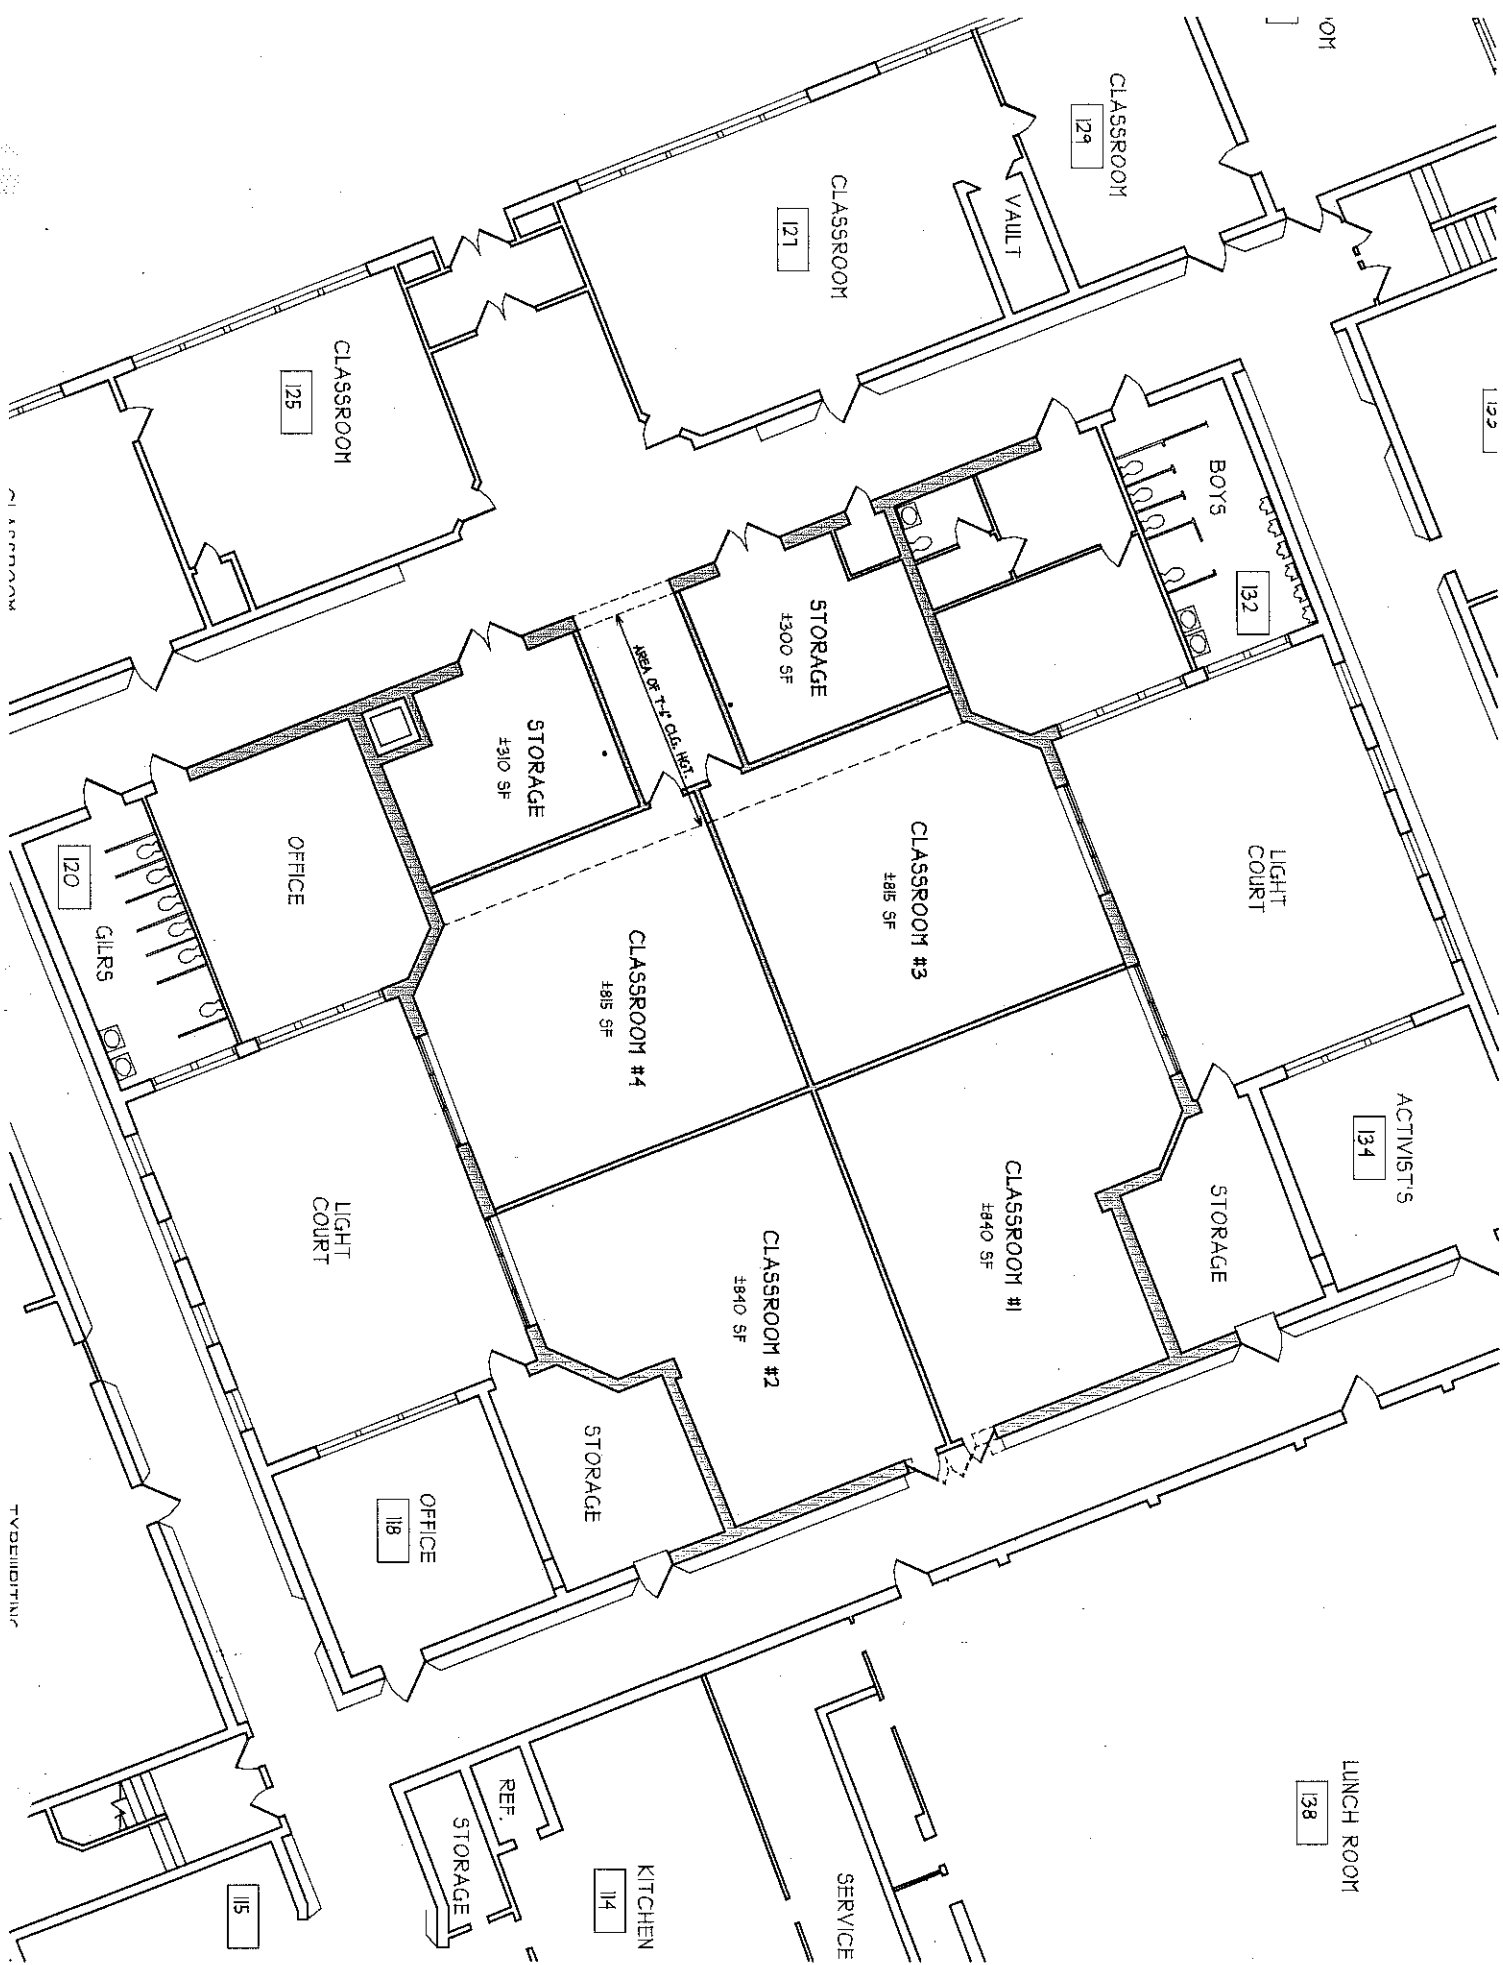 ACTIVIST'S
134
LUNCH ROOM
138
OM
LIGHT
COURT
BOYS
132
STORAGE
CLASSROOM
129
VAULT
CLASSROOM #1
±840 SF
CLASSROOM #3
±815 SF
CLASSROOM
127
SERVICE
STORAGE
±300 SF
CLASSROOM #2
±840 SF
AREA OF 7'-6" CLG. HGT.
CLASSROOM #4
±815 SF
KITCHEN
114
STORAGE
STORAGE
±310 SF
REF.
STORAGE
OFFICE
118
CLASSROOM
125
LIGHT
COURT
OFFICE
115
GILRS
120